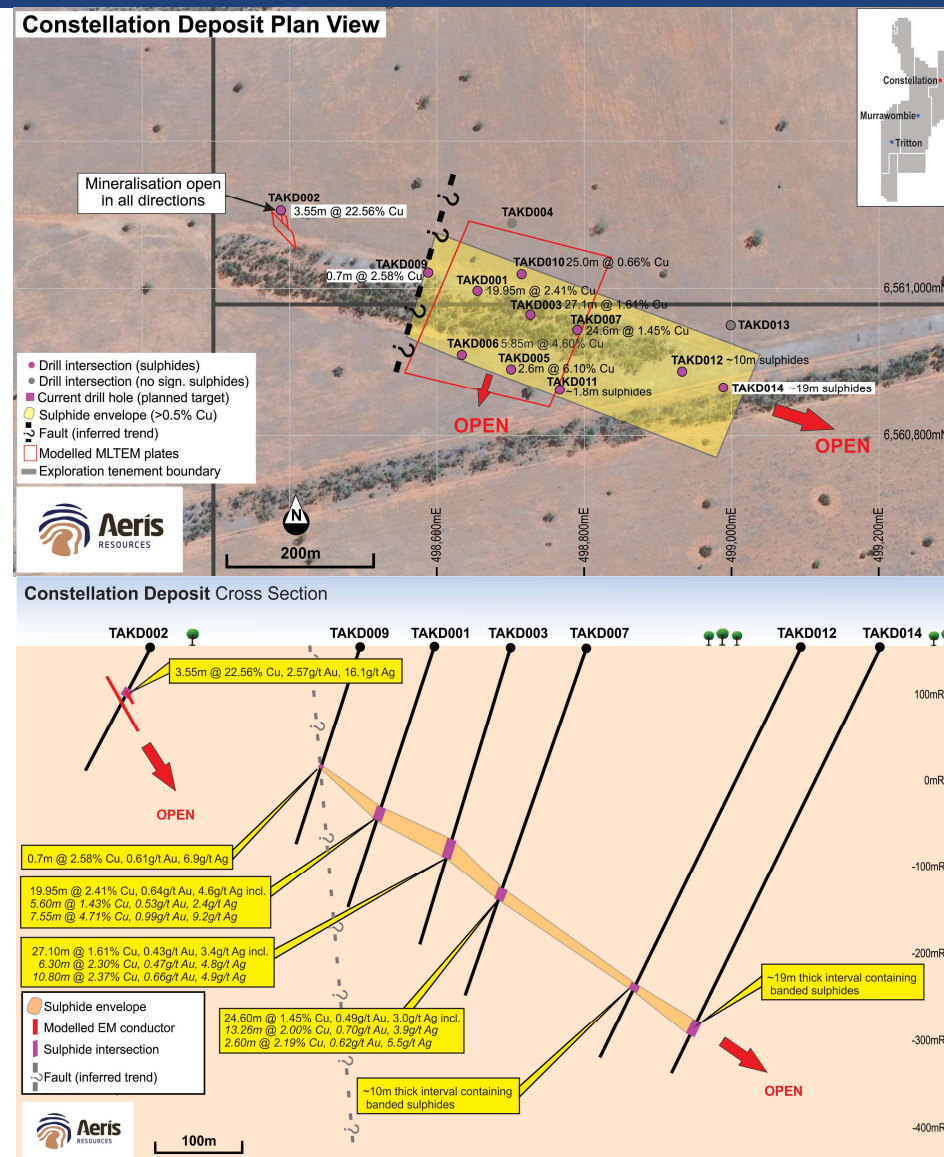 Constellation Deposit Plan View
Constellation
Murrawombie
Tritton
Mineralisation open
in all directions
TAKD002
3.55m @ 22.56% Cu
?
TAKD004
?
TAKD009
0.7m @ 2.58% Cu
TAKD010 25.0m @ 0.66% Cu
TAKD001
19.95m @ 2.41% Cu
6,561,000m
TAKD003 27.1m @ 1.61% Cu
?
TAKD007
24.6m @ 1.45% Cu
TAKD013
TAKD006 5.85m @ 4.60% Cu
?
TAKD005
2.6m @ 6.10% Cu
TAKD012 ~10m sulphides
TAKD011
~1.8m sulphides
TAKD014 ~19m sulphides
OPEN
OPEN
6,560,800m
Drill intersection (sulphides)
Drill intersection (no sign. sulphides)
Current drill hole (planned target)
Sulphide envelope (>0.5% Cu)
? Fault (inferred trend)
Modelled MLTEM plates
Exploration tenement boundary
Aeris
RESOURCES
N
200m
498,600mE
498,800mE
499,000mE
499,200mE
Constellation Deposit Cross Section
TAKD002
TAKD009
TAKD001
TAKD003
TAKD007
TAKD012
TAKD014
3.55m @ 22.56% Cu, 2.57g/t Au, 16.1g/t Ag
?
100mR
OPEN
?
0mR
?
0.7m @ 2.58% Cu, 0.61g/t Au, 6.9g/t Ag
-100mR
19.95m @ 2.41% Cu, 0.64g/t Au, 4.6g/t Ag incl.
5.60m @ 1.43% Cu, 0.53g/t Au, 2.4g/t Ag
7.55m @ 4.71% Cu, 0.99g/t Au, 9.2g/t Ag
?
27.10m @ 1.61% Cu, 0.43g/t Au, 3.4g/t Ag incl.
6.30m @ 2.30% Cu, 0.47g/t Au, 4.8g/t Ag
10.80m @ 2.37% Cu, 0.66g/t Au, 4.9g/t Ag
?
-200mR
~19m thick interval containing
banded sulphides
24.60m @ 1.45% Cu, 0.49g/t Au, 3.0g/t Ag incl.
13.26m @ 2.00% Cu, 0.70g/t Au, 3.9g/t Ag
2.60m @ 2.19% Cu, 0.62g/t Au, 5.5g/t Ag
?
-300mR
~10m thick interval containing
banded sulphides
OPEN
?
-400mR
Sulphide envelope
Modelled EM conductor
Sulphide intersection
? Fault (inferred trend)
Aeris
RESOURCES
100m